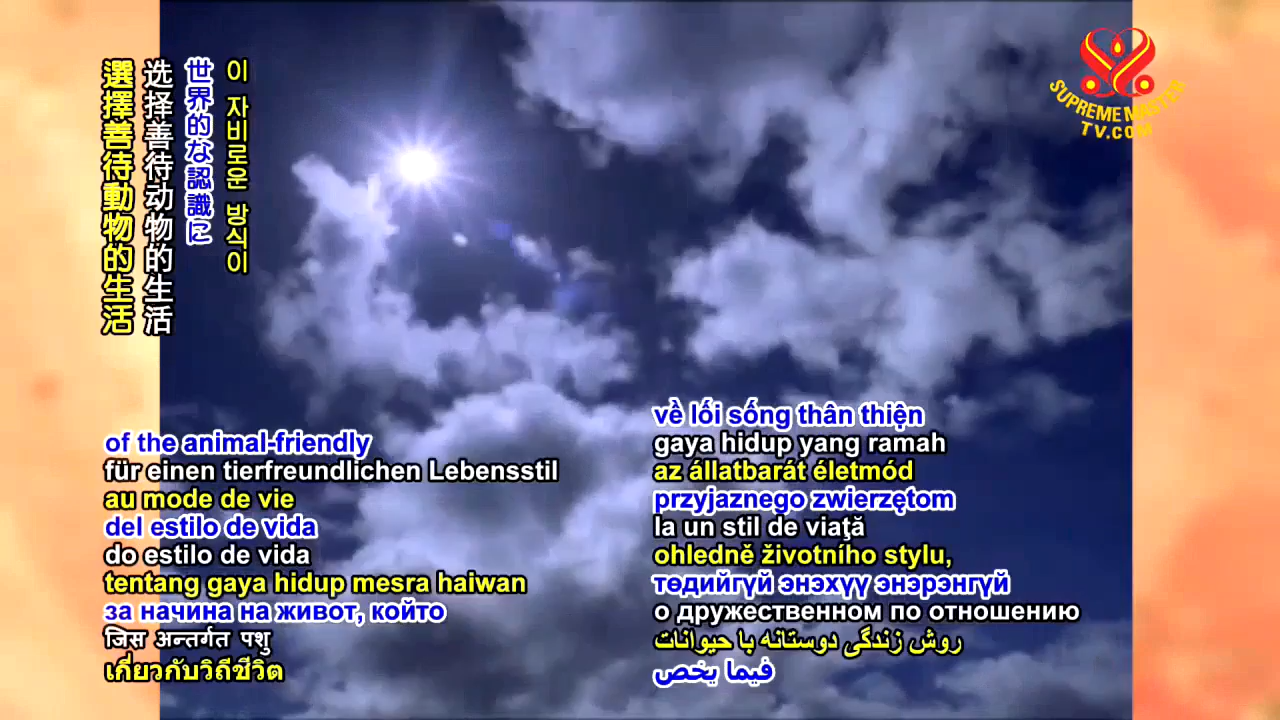 選擇善待動物的生活
选择善待动物的生活
世界的な認識に
이 자비로운 방식이
SUPREME MASTER
TV.COM
of the animal-friendly
für einen tierfreundlichen Lebensstil
au mode de vie
del estilo de vida
do estilo de vida
tentang gaya hidup mesra haiwan
за начина на живот, който
जिस अन्तर्गत पशु
เกี่ยวกับวิถีชีวิต
về lối sống thân thiện
gaya hidup yang ramah
az állatbarát életmód
przyjaznego zwierzętom
la un stil de viaţă
ohledně životního stylu,
төдийгүй энэхүү энэрэнгүй
о дружественном по отношению
روش زندگی دوستانه با حیوانات
فيما يخص